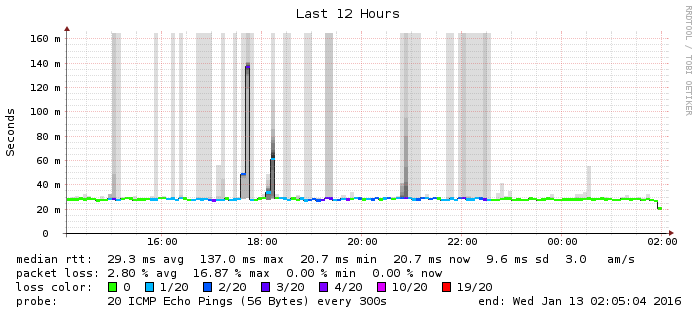 Last 12 Hours
RRDTOOL / TOBI OETIKER
Seconds
160 m
140 m
120 m
100 m
80 m
60 m
40 m
20 m
0
16:00 18:00 20:00 22:00 00:00 02:00
median rtt: 29.3 ms avg 137.0 ms max 20.7 ms min 20.7 ms now 9.6 ms sd 3.0 am/s
packet loss: 2.80 % avg 16.87 % max 0.00 % min 0.00 % now
loss color: 0 1/20 2/20 3/20 4/20 10/20 19/20
probe: 20 ICMP Echo Pings (56 Bytes) every 300s end: Wed Jan 13 02:05:04 2016